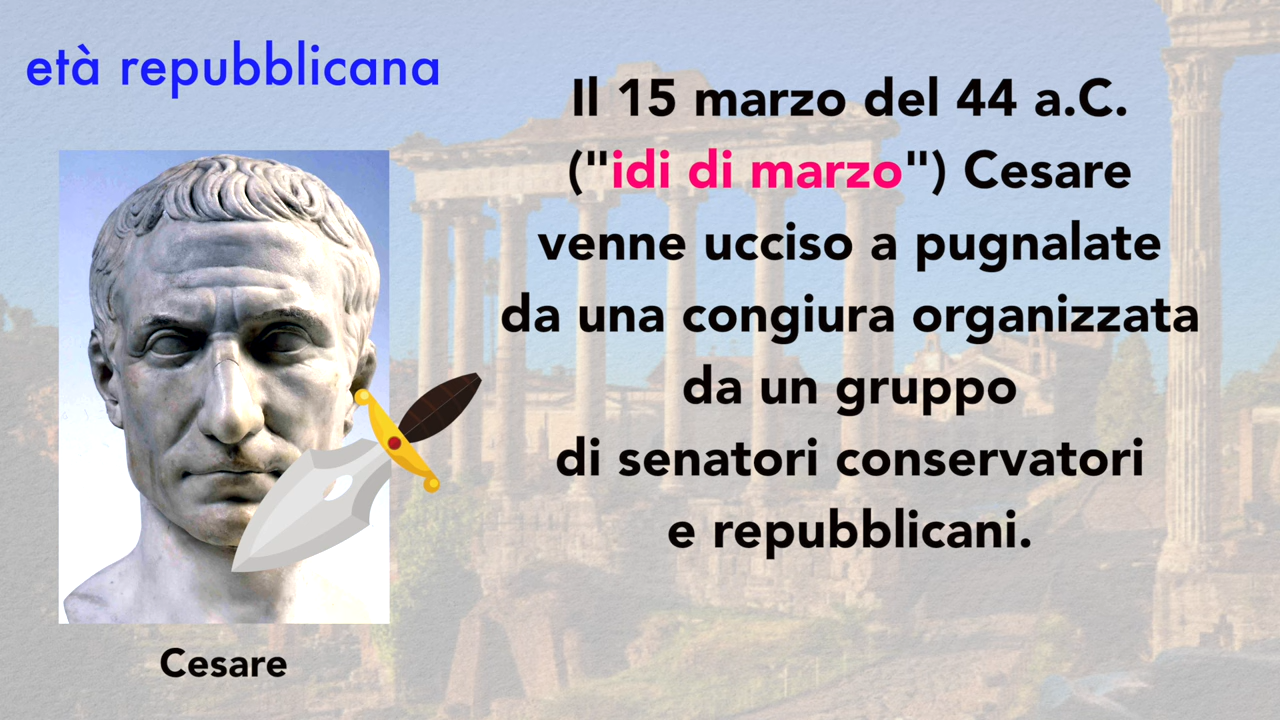 età repubblicana
Il 15 marzo del 44 a.C.
("idi di marzo") Cesare
venne ucciso a pugnalate
da una congiura organizzata
da un gruppo
di senatori conservatori
e repubblicani.
Cesare